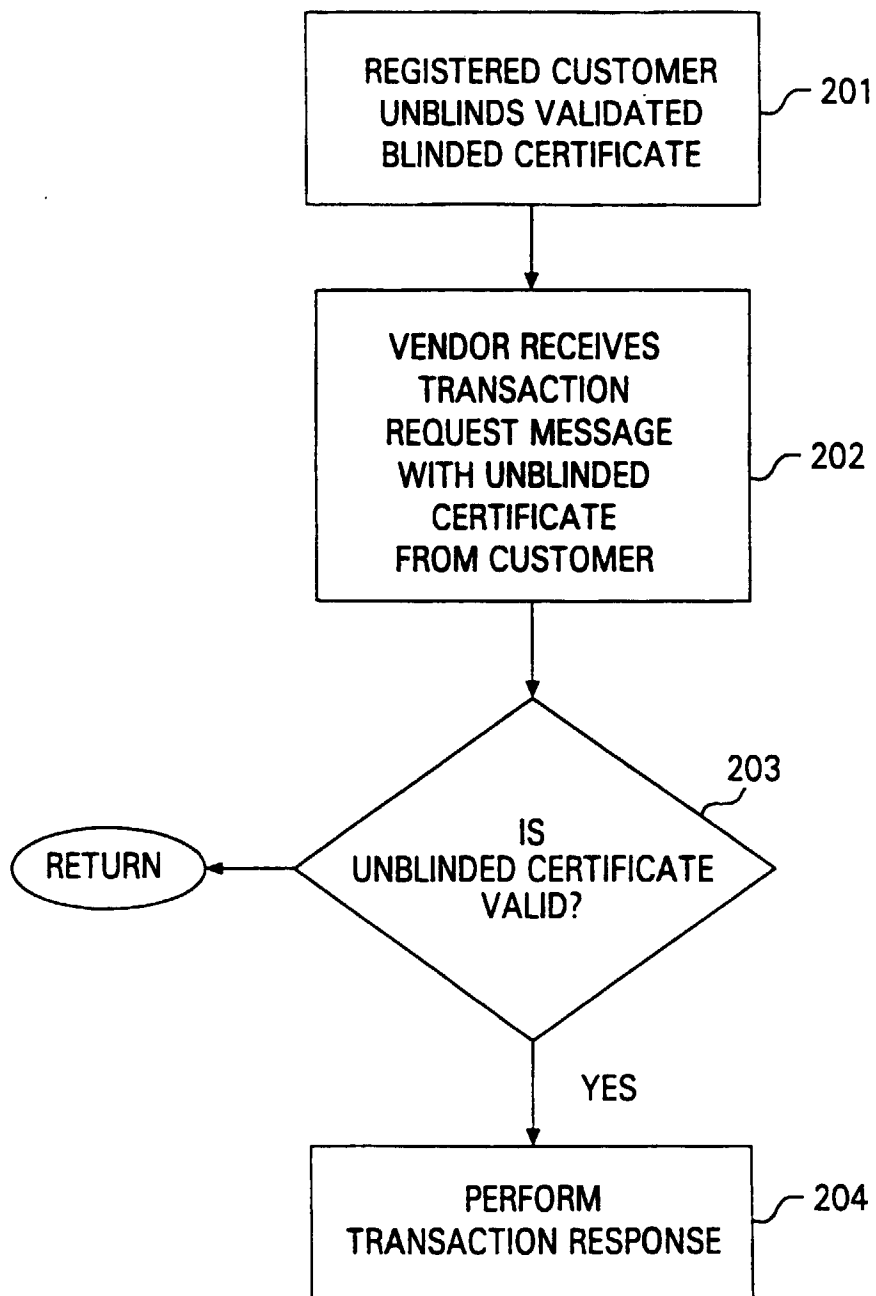 REGISTERED CUSTOMER
UNBLINDS VALIDATED
BLINDED CERTIFICATE
201
VENDOR RECEIVES
TRANSACTION
REQUEST MESSAGE
WITH UNBLINDED
CERTIFICATE
FROM CUSTOMER
202
203
IS
UNBLINDED CERTIFICATE
VALID?
RETURN
YES
PERFORM
TRANSACTION RESPONSE
204